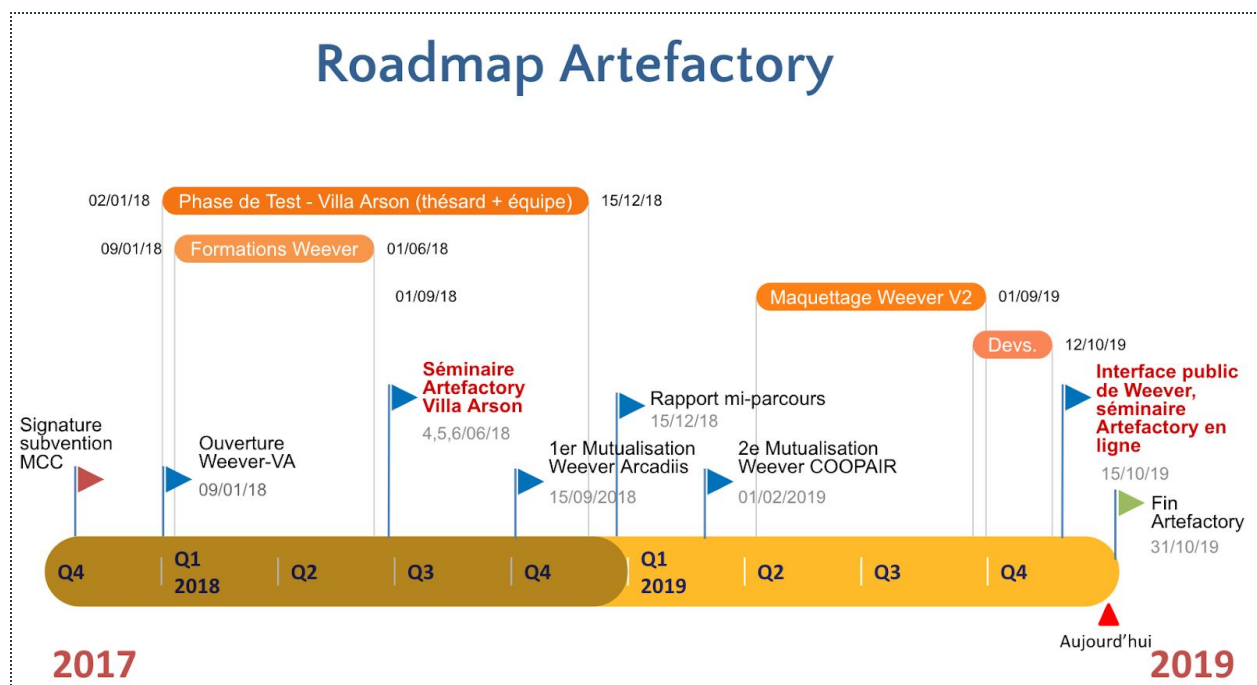 Roadmap Artefactory
02/01/18
Phase de Test - Villa Arson (thésard + équipe)
15/12/18
09/01/18
Formations Weever
01/06/18
01/09/18
Maquettage Weever V2
01/09/19
Devs.
12/10/19
Signature
subvention
MCC
Ouverture
Weever-VA
09/01/18
Séminaire
Artefactory
Villa Arson
4,5,6/06/18
1er Mutualisation
Weever Arcadiis
15/09/2018
Rapport mi-parcours
15/12/18
2e Mutualisation
Weever COOPAIR
01/02/2019
Interface public
de Weever,
séminaire
Artefactory en
ligne
15/10/19
Fin
Artefactory
31/10/19
Q4
Q1
2018
Q2
Q3
Q4
Q1
2019
Q2
Q3
Q4
Aujourd'hui
2017
2019